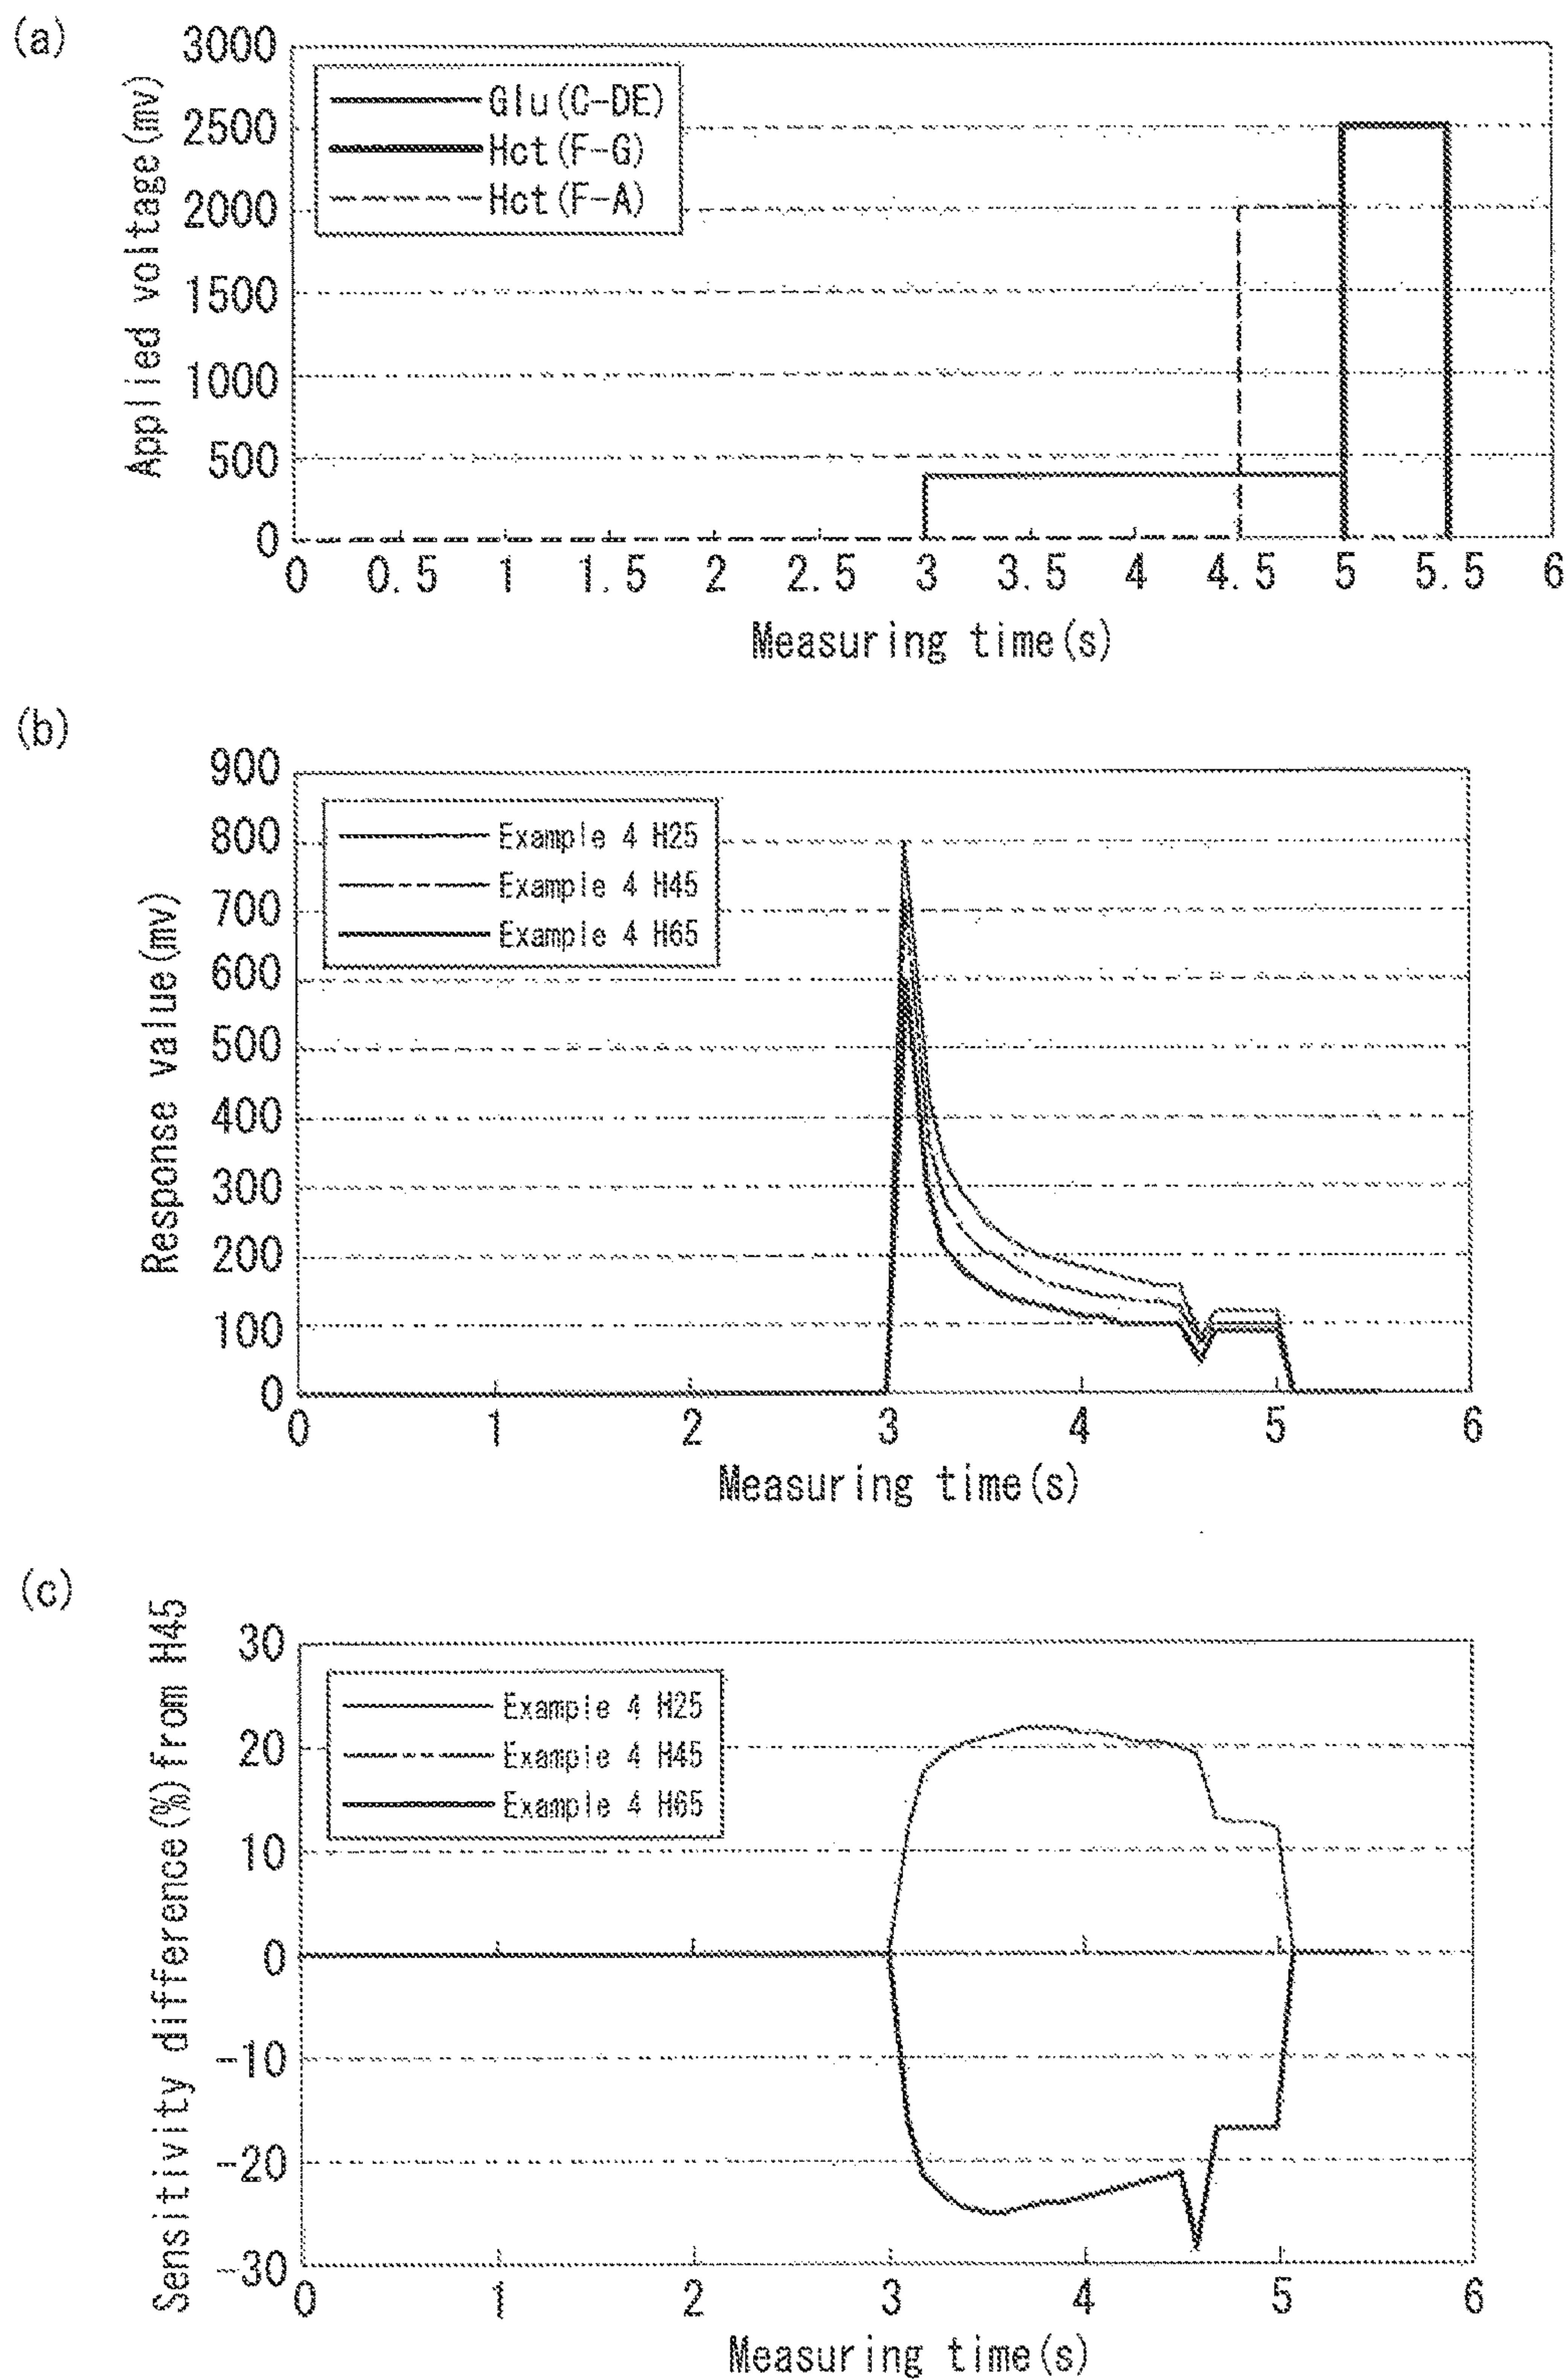 (a)
Applied voltage(mv)
3000
2500
2000
1500
1000
500
0
Glu(C-DE)
Hct(F-G)
Hct(F-A)
0 0.5 1 1.5 2 2.5 3 3.5 4 4.5 5 5.5 6
Measuring time(s)
(b)
Response value(mv)
900
800
700
600
500
400
300
200
100
0
Example 4 H25
Example 4 H45
Example 4 H65
0 1 2 3 4 5 6
Measuring time(s)
(c)
Sensitivity difference(%)from H45
30
20
10
0
-10
-20
-30
Example 4 H25
Example 4 H45
Example 4 H65
0 1 2 3 4 5 6
Measuring time(s)